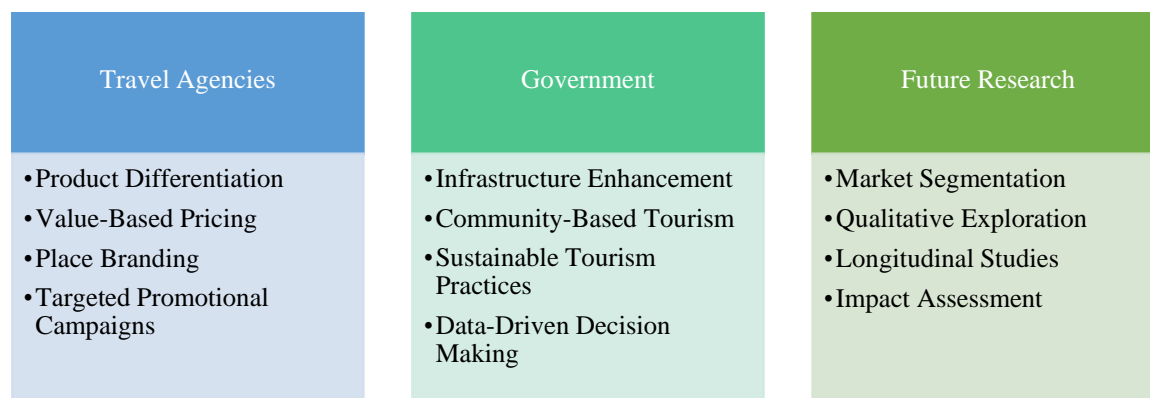 Travel Agencies
•Product Differentiation
•Value-Based Pricing
•Place Branding
•Targeted Promotional
Campaigns
Government
•Infrastructure Enhancement
•Community-Based Tourism
•Sustainable Tourism
Practices
•Data-Driven Decision
Making
Future Research
•Market Segmentation
•Qualitative Exploration
•Longitudinal Studies
•Impact Assessment